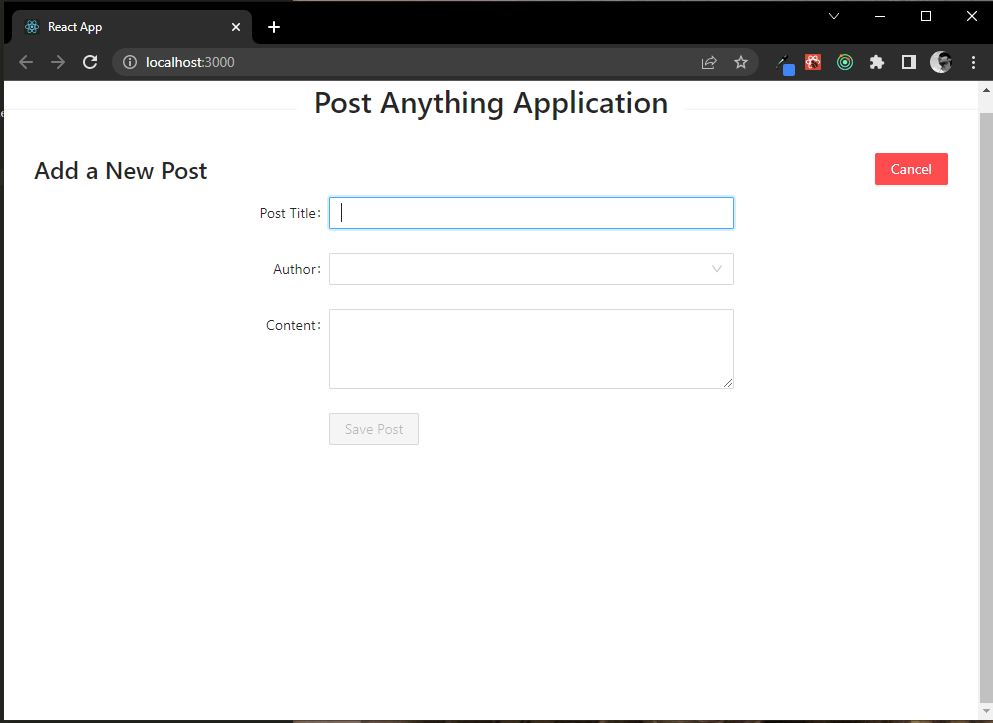 React App
localhost:3000
Post Anything Application
Add a New Post
Cancel
Post Title:
Author:
Content:
Save Post